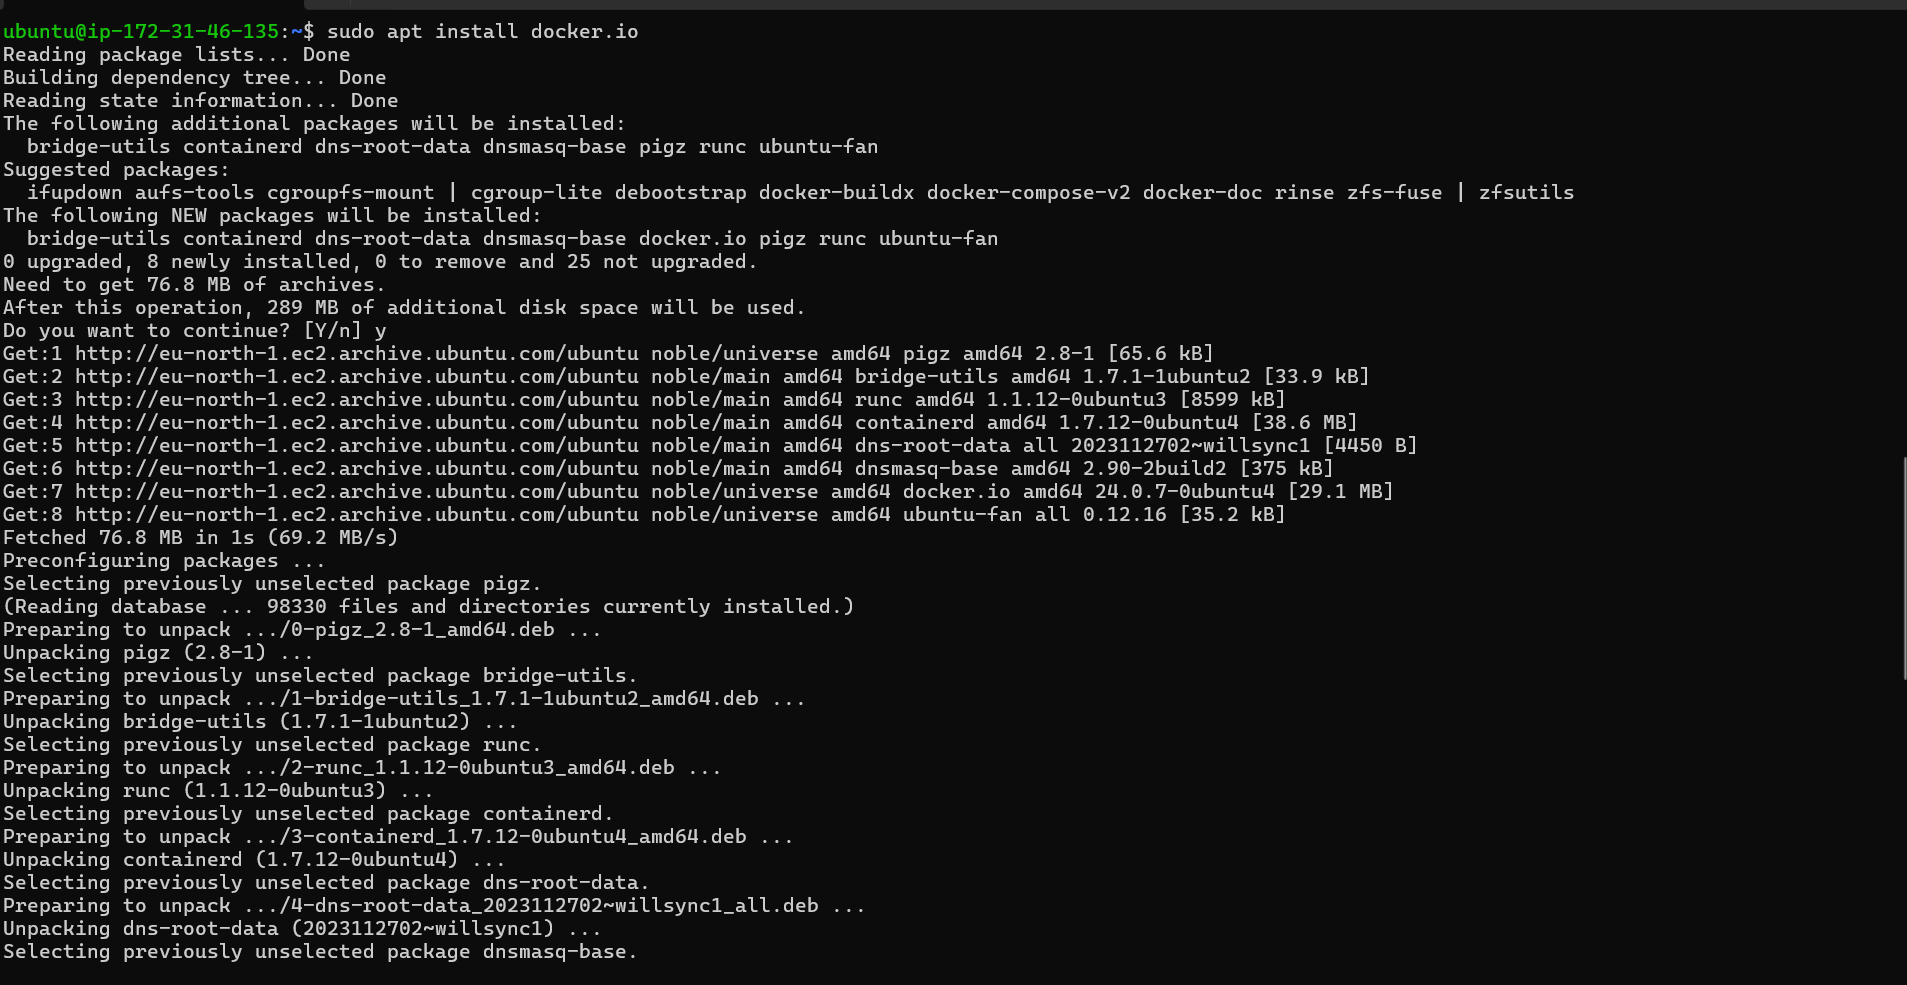 ubuntu@ip-172-31-46-135:~$ sudo apt install docker.io
Reading package lists... Done
Building dependency tree... Done
Reading state information... Done
The following additional packages will be installed:
  bridge-utils containerd dns-root-data dnsmasq-base pigz runc ubuntu-fan
Suggested packages:
  ifupdown aufs-tools cgroupfs-mount | cgroup-lite debootstrap docker-buildx docker-compose-v2 docker-doc rinse zfs-fuse | zfsutils
The following NEW packages will be installed:
  bridge-utils containerd dns-root-data dnsmasq-base docker.io pigz runc ubuntu-fan
0 upgraded, 8 newly installed, 0 to remove and 25 not upgraded.
Need to get 76.8 MB of archives.
After this operation, 289 MB of additional disk space will be used.
Do you want to continue? [Y/n] y
Get:1 http://eu-north-1.ec2.archive.ubuntu.com/ubuntu noble/universe amd64 pigz amd64 2.8-1 [65.6 kB]
Get:2 http://eu-north-1.ec2.archive.ubuntu.com/ubuntu noble/main amd64 bridge-utils amd64 1.7.1-1ubuntu2 [33.9 kB]
Get:3 http://eu-north-1.ec2.archive.ubuntu.com/ubuntu noble/main amd64 runc amd64 1.1.12-0ubuntu3 [8599 kB]
Get:4 http://eu-north-1.ec2.archive.ubuntu.com/ubuntu noble/main amd64 containerd amd64 1.7.12-0ubuntu4 [38.6 MB]
Get:5 http://eu-north-1.ec2.archive.ubuntu.com/ubuntu noble/main amd64 dns-root-data all 2023112702~willsync1 [4450 B]
Get:6 http://eu-north-1.ec2.archive.ubuntu.com/ubuntu noble/main amd64 dnsmasq-base amd64 2.90-2build2 [375 kB]
Get:7 http://eu-north-1.ec2.archive.ubuntu.com/ubuntu noble/universe amd64 docker.io amd64 24.0.7-0ubuntu4 [29.1 MB]
Get:8 http://eu-north-1.ec2.archive.ubuntu.com/ubuntu noble/universe amd64 ubuntu-fan all 0.12.16 [35.2 kB]
Fetched 76.8 MB in 1s (69.2 MB/s)
Preconfiguring packages ...
Selecting previously unselected package pigz.
(Reading database ... 98330 files and directories currently installed.)
Preparing to unpack .../0-pigz_2.8-1_amd64.deb ...
Unpacking pigz (2.8-1) ...
Selecting previously unselected package bridge-utils.
Preparing to unpack .../1-bridge-utils_1.7.1-1ubuntu2_amd64.deb ...
Unpacking bridge-utils (1.7.1-1ubuntu2) ...
Selecting previously unselected package runc.
Preparing to unpack .../2-runc_1.1.12-0ubuntu3_amd64.deb ...
Unpacking runc (1.1.12-0ubuntu3) ...
Selecting previously unselected package containerd.
Preparing to unpack .../3-containerd_1.7.12-0ubuntu4_amd64.deb ...
Unpacking containerd (1.7.12-0ubuntu4) ...
Selecting previously unselected package dns-root-data.
Preparing to unpack .../4-dns-root-data_2023112702~willsync1_all.deb ...
Unpacking dns-root-data (2023112702~willsync1) ...
Selecting previously unselected package dnsmasq-base.